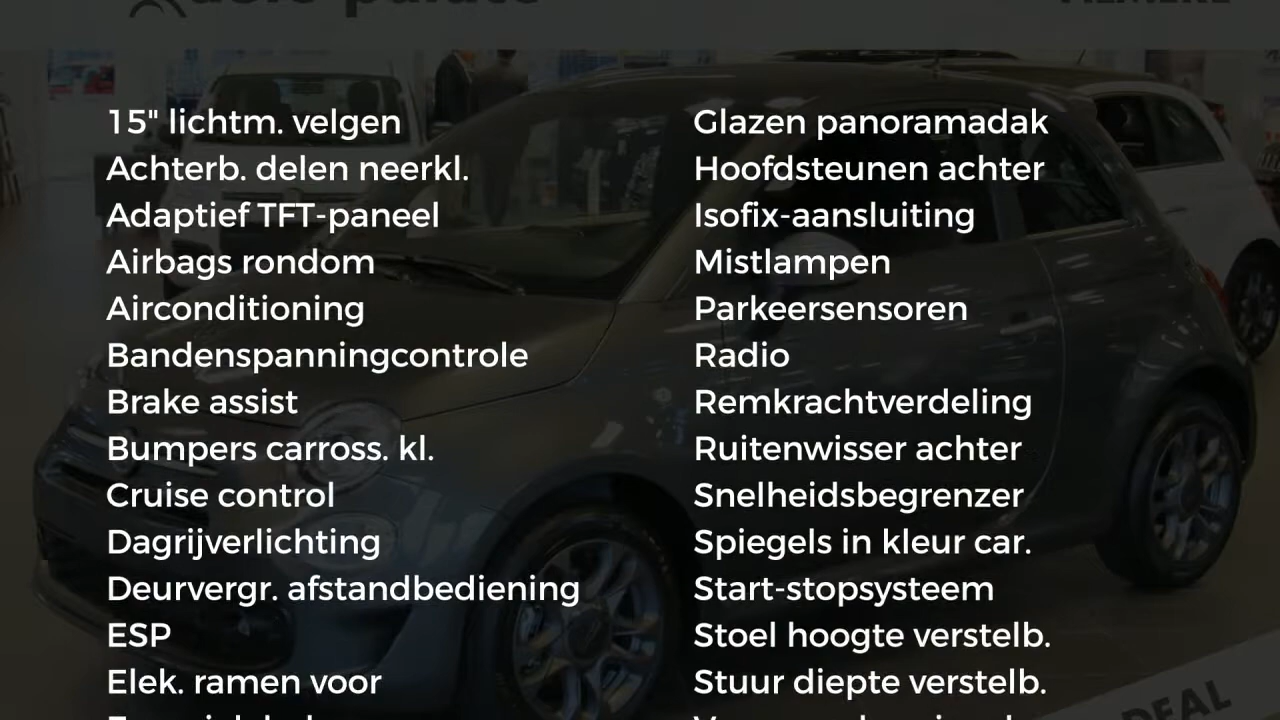 15" lichtm. velgen
Achterb. delen neerkl.
Adaptief TFT-paneel
Airbags rondom
Airconditioning
Bandenspanningcontrole
Brake assist
Bumpers carross. kl.
Cruise control
Dagrijverlichting
Deurvergr. afstandbediening
ESP
Elek. ramen voor
Glazen panoramadak
Hoofdsteunen achter
Isofix-aansluiting
Mistlampen
Parkeersensoren
Radio
Remkrachtverdeling
Ruitenwisser achter
Snelheidsbegrenzer
Spiegels in kleur car.
Start-stopsysteem
Stoel hoogte verstelb.
Stuur diepte verstelb.
DEAL